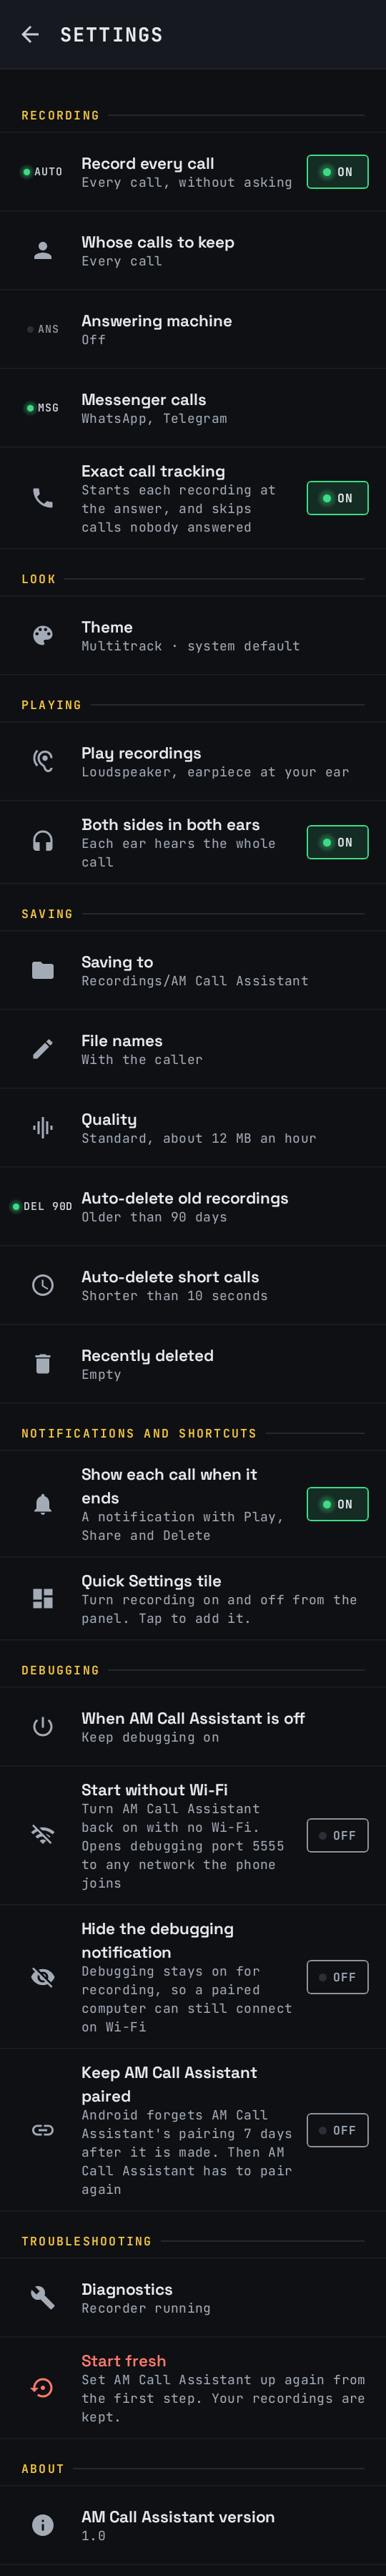 SETTINGS
RECORDING
AUTO
Record every call
Every call, without asking
ON
Whose calls to keep
Every call
ANS
Answering machine
Off
MSG
Messenger calls
WhatsApp, Telegram
Exact call tracking
Starts each recording at
the answer, and skips
calls nobody answered
ON
LOOK
Theme
Multitrack · system default
PLAYING
Play recordings
Loudspeaker, earpiece at your ear
Both sides in both ears
Each ear hears the whole
call
ON
SAVING
Saving to
Recordings/AM Call Assistant
File names
With the caller
Quality
Standard, about 12 MB an hour
DEL 90D
Auto-delete old recordings
Older than 90 days
Auto-delete short calls
Shorter than 10 seconds
Recently deleted
Empty
NOTIFICATIONS AND SHORTCUTS
Show each call when it
ends
A notification with Play,
Share and Delete
ON
Quick Settings tile
Turn recording on and off from the
panel. Tap to add it.
DEBUGGING
When AM Call Assistant is off
Keep debugging on
Start without Wi-Fi
Turn AM Call Assistant
back on with no Wi-Fi.
Opens debugging port 5555
to any network the phone
joins
OFF
Hide the debugging
notification
Debugging stays on for
recording, so a paired
computer can still connect
on Wi-Fi
OFF
Keep AM Call Assistant
paired
Android forgets AM Call
Assistant's pairing 7 days
after it is made. Then AM
Call Assistant has to pair
again
OFF
TROUBLESHOOTING
Diagnostics
Recorder running
Start fresh
Set AM Call Assistant up again from
the first step. Your recordings are
kept.
ABOUT
AM Call Assistant version
1.0